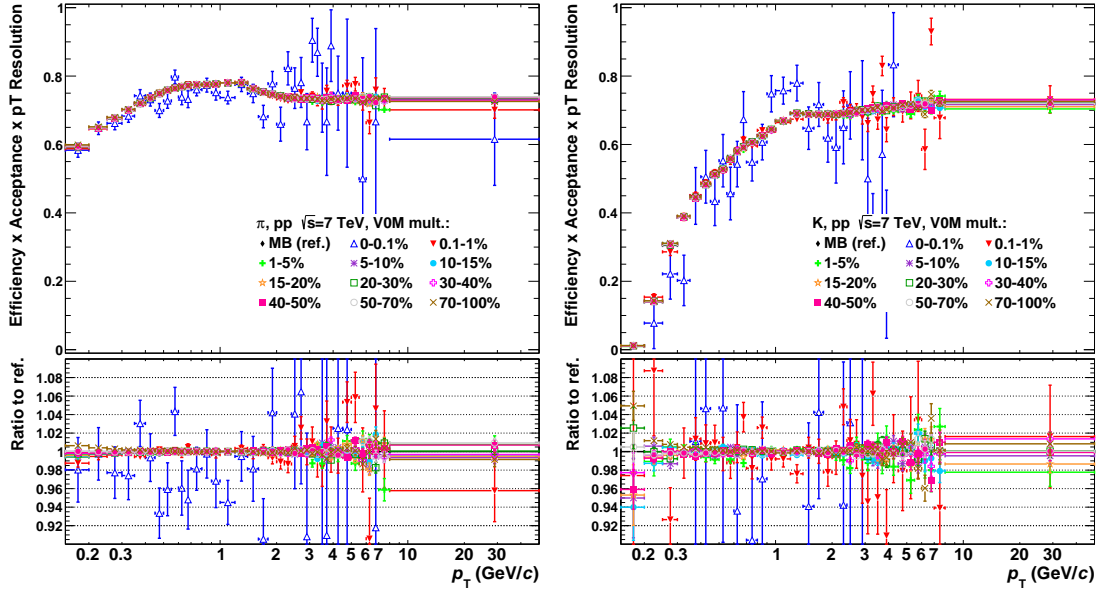 Efficiency x Acceptance x pT Resolution
1
0.8
0.6
0.4
0.2
0
π, pp √s=7 TeV, V0M mult.:
MB (ref.) 0-0.1% 0.1-1%
1-5% 5-10% 10-15%
15-20% 20-30% 30-40%
40-50% 50-70% 70-100%
Ratio to ref.
1.08
1.06
1.04
1.02
1
0.98
0.96
0.94
0.92
0.2 0.3 1 2 3 4 5 6 7 10 30
p_T (GeV/c)
Efficiency x Acceptance x pT Resolution
1
0.8
0.6
0.4
0.2
0
K, pp √s=7 TeV, V0M mult.:
MB (ref.) 0-0.1% 0.1-1%
1-5% 5-10% 10-15%
15-20% 20-30% 30-40%
40-50% 50-70% 70-100%
Ratio to ref.
1.08
1.06
1.04
1.02
1
0.98
0.96
0.94
0.92
0.2 0.3 1 2 3 4 5 6 7 10 30
p_T (GeV/c)